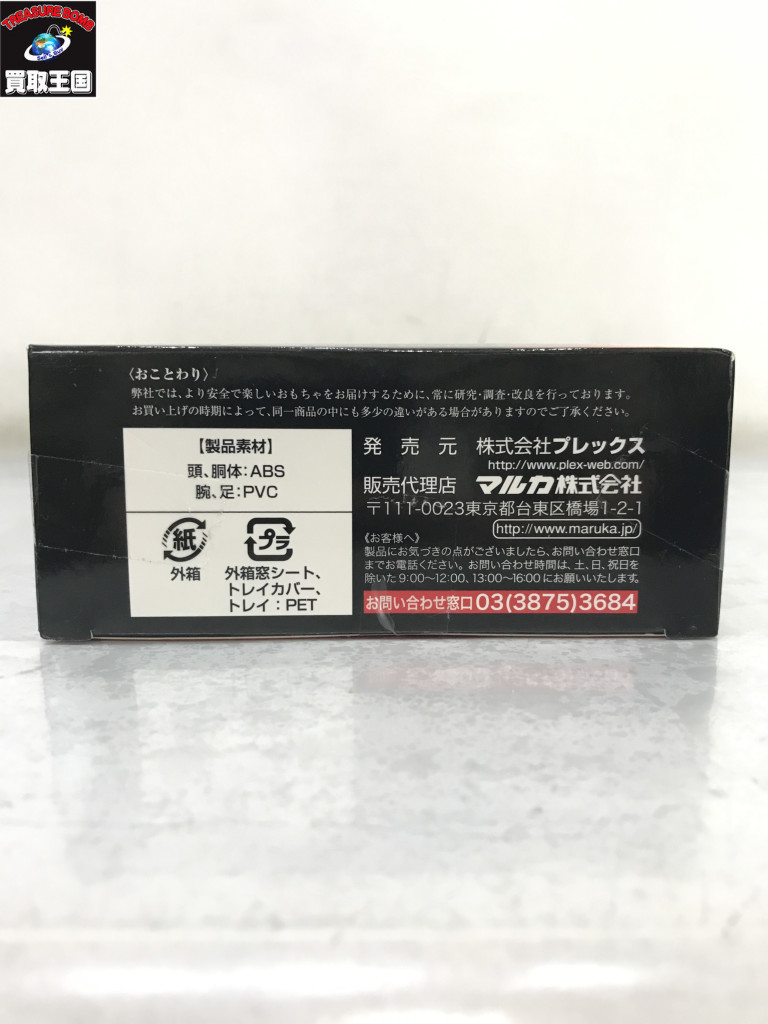 TREASURE BOMB
Sell & Buy
買取王国
〈おことわり〉
弊社では、より安全で楽しいおもちゃをお届けするために、常に研究・調査・改良を行っております。
お買い上げの時期によって、同一商品の中にも多少の違いがある場合がありますのでご了承ください。
【製品素材】
頭、胴体:ABS
腕、足:PVC
紙
外箱
プラ
外箱窓シート、
トレイカバー、
トレイ:PET
発売元 株式会社プレックス
http://www.plex-web.com/
販売代理店 マルカ株式会社
〒111-0023東京都台東区橋場1-2-1
http://www.maruka.jp/
《お客様へ》
製品にお気づきの点がございましたら、お問い合わせ窓口
までお電話ください。お問い合わせ時間は、土、日、祝日を
除いた9:00〜12:00、13:00〜16:00にお願いいたします。
お問い合わせ窓口03(3875)3684